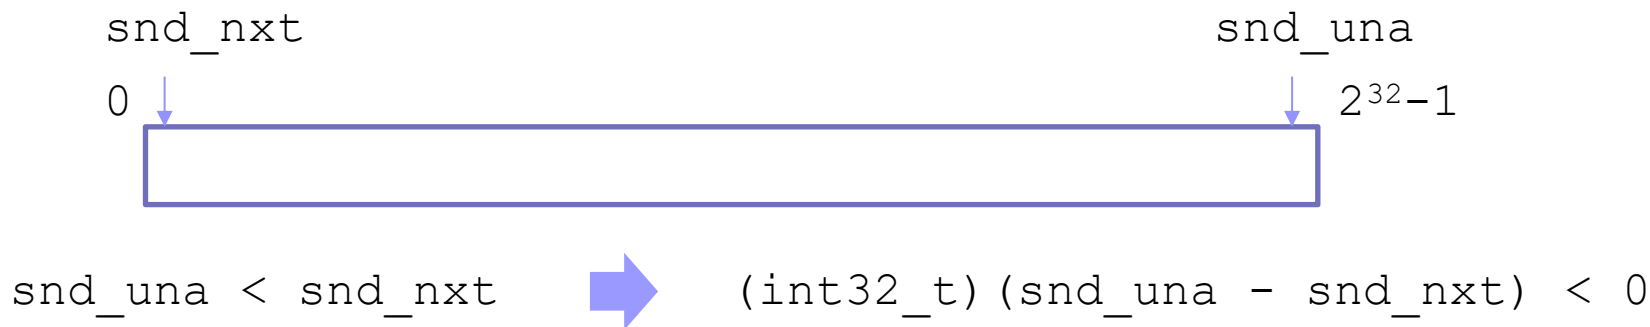 snd_nxt snd_una
0 2³²-1
snd_una < snd_nxt (int32_t)(snd_una - snd_nxt) < 0